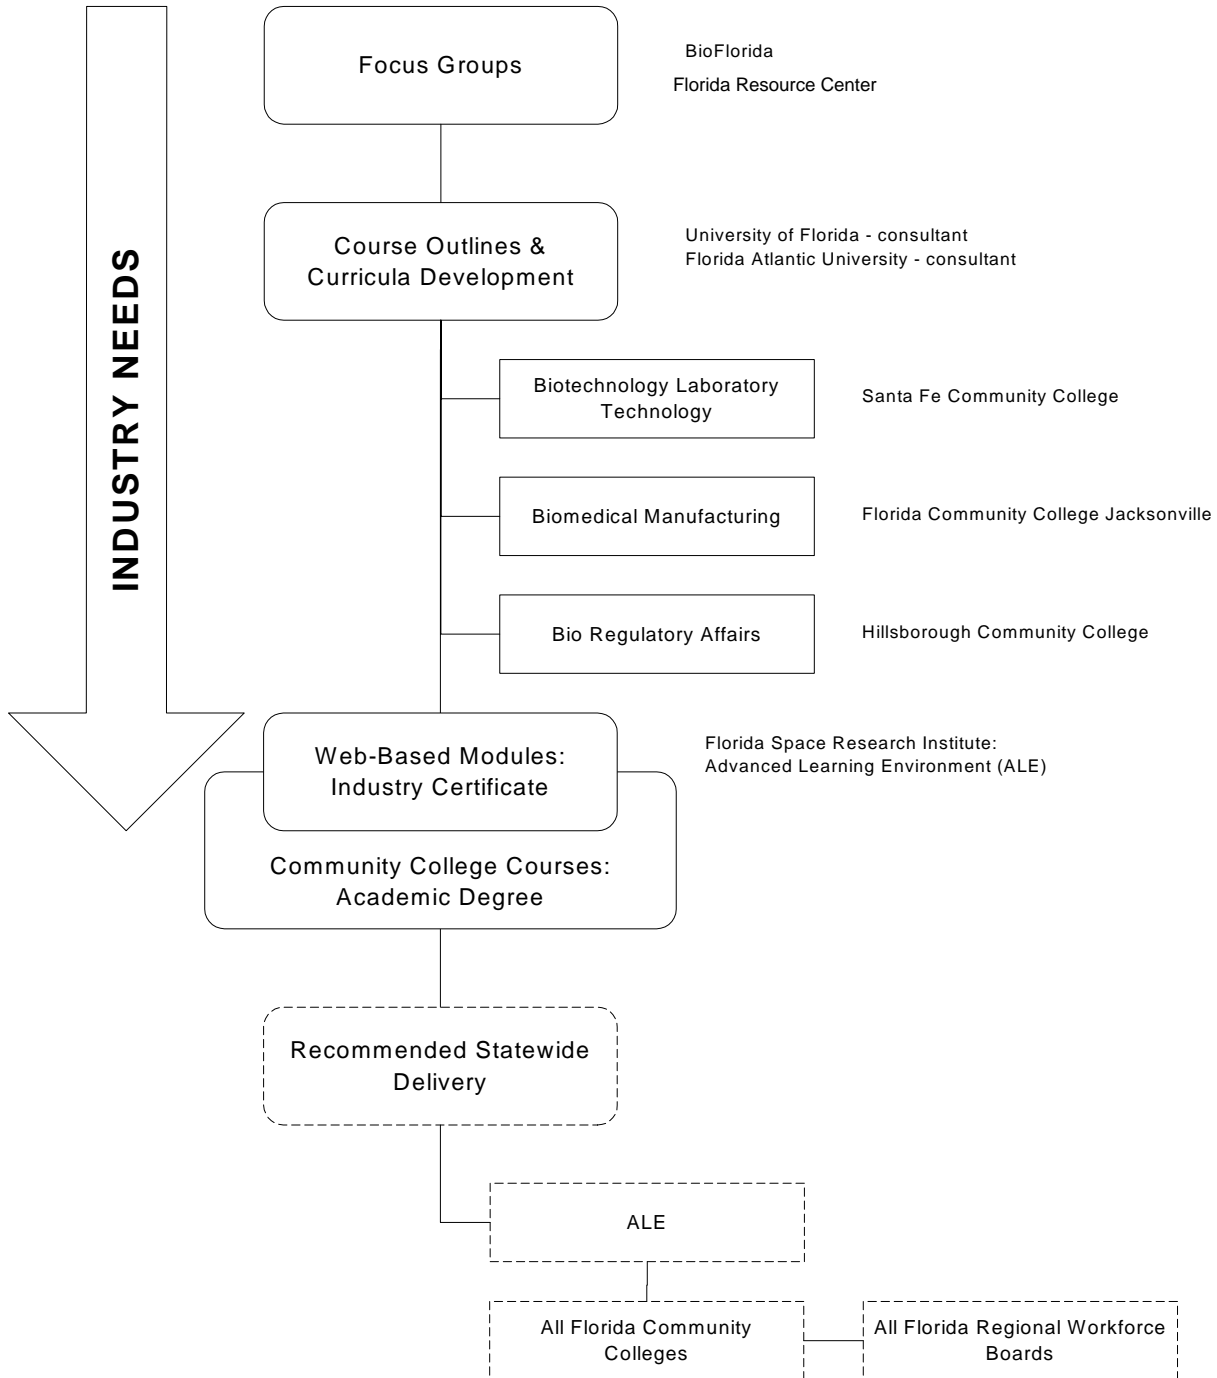 Focus Groups
BioFlorida
Florida Resource Center
INDUSTRY NEEDS
Course Outlines &
Curricula Development
University of Florida - consultant
Florida Atlantic University - consultant
Biotechnology Laboratory
Technology
Santa Fe Community College
Biomedical Manufacturing
Florida Community College Jacksonville
Bio Regulatory Affairs
Hillsborough Community College
Web-Based Modules:
Industry Certificate
Florida Space Research Institute:
Advanced Learning Environment (ALE)
Community College Courses:
Academic Degree
Recommended Statewide
Delivery
ALE
All Florida Community
Colleges
All Florida Regional Workforce
Boards